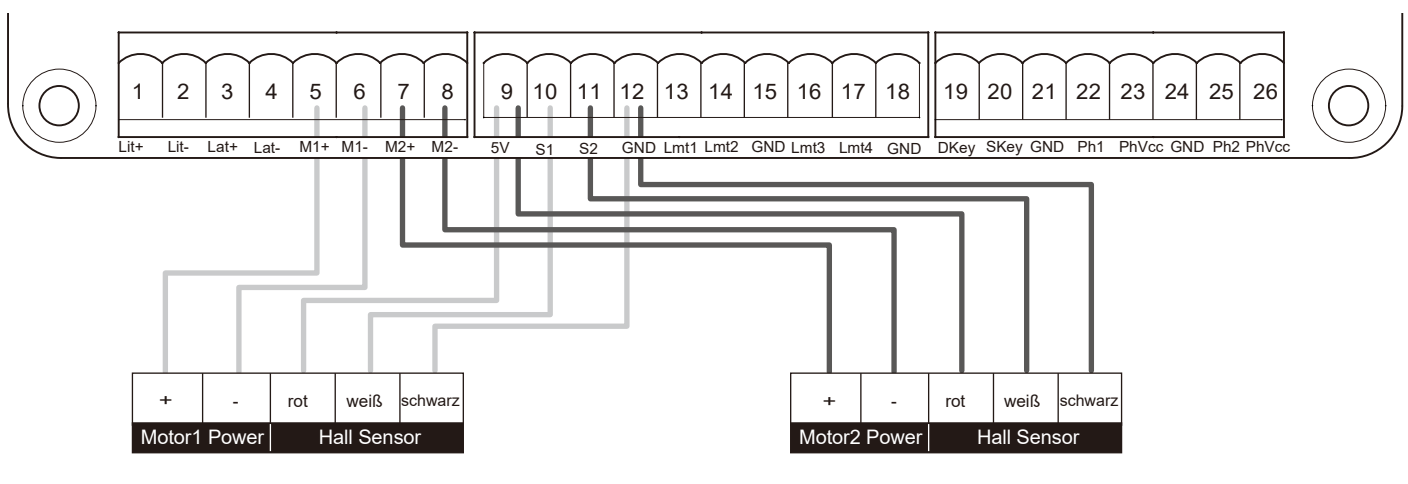 1 2 3 4 5 6 7 8 9 10 11 12 13 14 15 16 17 18 19 20 21 22 23 24 25 26
Lit+ Lit- Lat+ Lat- M1+ M1- M2+ M2- 5V S1 S2 GND Lmt1 Lmt2 GND Lmt3 Lmt4 GND DKey SKey GND Ph1 PhVcc GND Ph2 PhVcc
+ - rot weiß schwarz + - rot weiß schwarz
Motor1 Power Hall Sensor Motor2 Power Hall Sensor